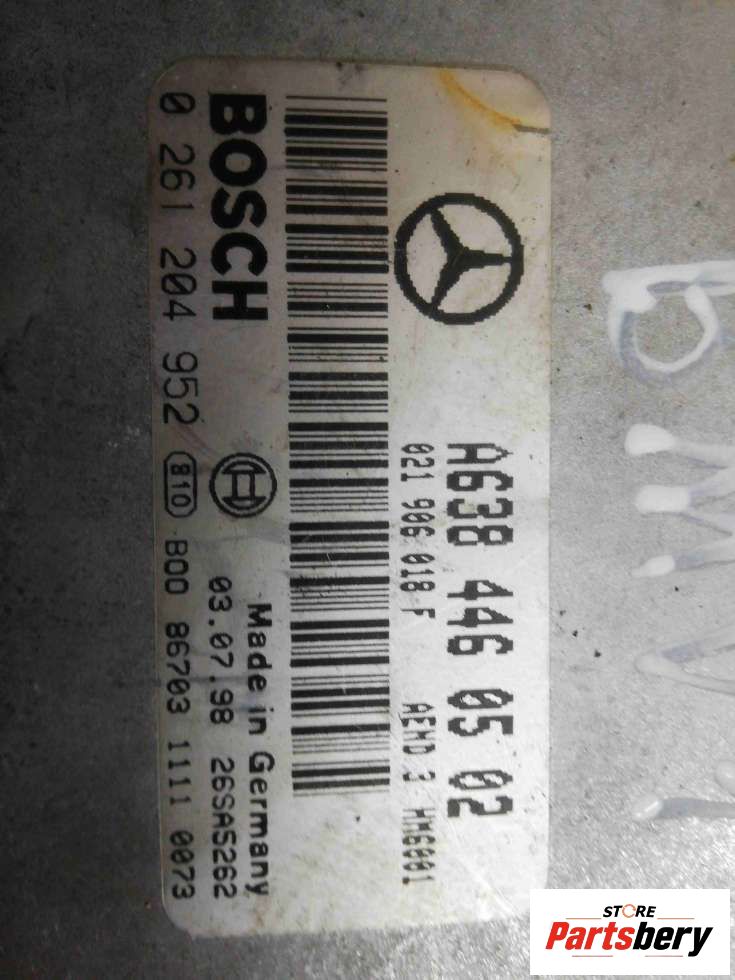 A638 446 05 02
021 906 018 F AEND 3 HM6001
BOSCH Made in Germany
03.07.98 26SA5262
0 261 204 952 810 B00 86703 1111 0073
STORE
Partsbery